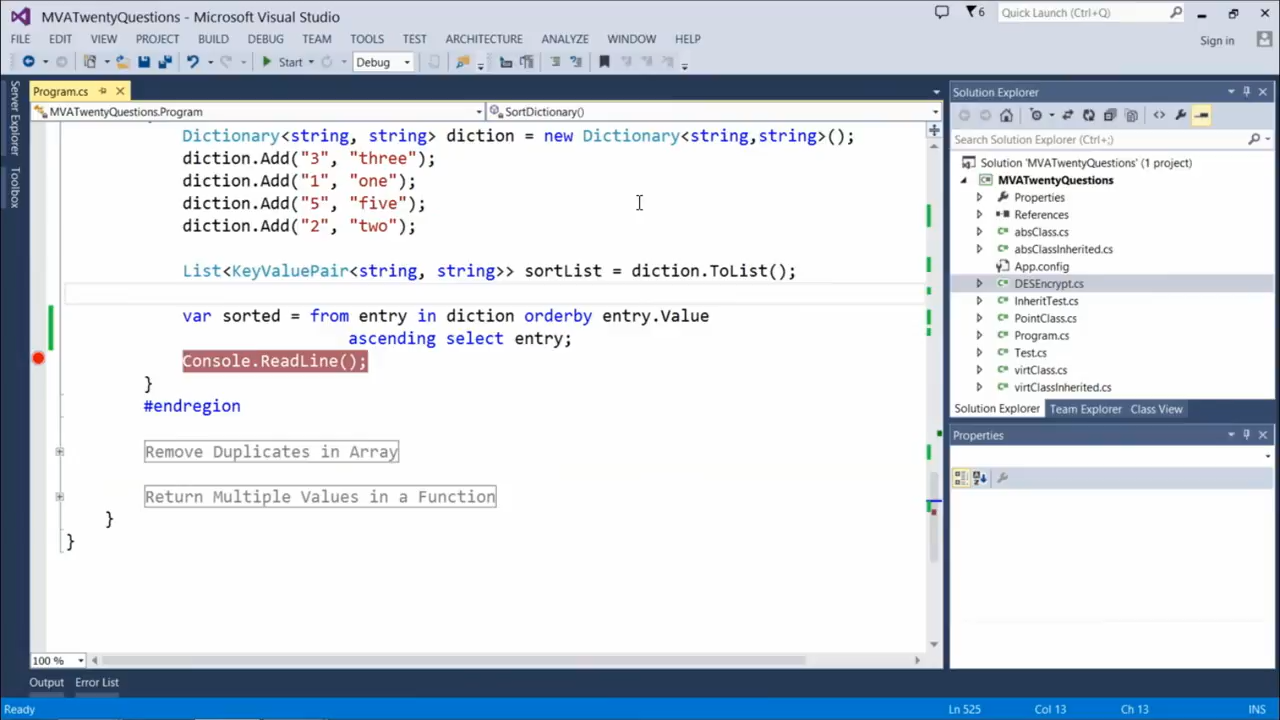 MVATwentyQuestions - Microsoft Visual Studio
6
Quick Launch (Ctrl+Q)
FILE EDIT VIEW PROJECT BUILD DEBUG TEAM TOOLS TEST ARCHITECTURE ANALYZE WINDOW HELP
Sign in
Start Debug
Server Explorer
Toolbox
Program.cs
MVATwentyQuestions.Program
SortDictionary()
Dictionary<string, string> diction = new Dictionary<string,string>();
diction.Add("3", "three");
diction.Add("1", "one");
diction.Add("5", "five");
diction.Add("2", "two");
List<KeyValuePair<string, string>> sortList = diction.ToList();
var sorted = from entry in diction orderby entry.Value
ascending select entry;
Console.ReadLine();
}
#endregion
Remove Duplicates in Array
Return Multiple Values in a Function
}
}
100 %
Solution Explorer
Search Solution Explorer (Ctrl+;)
Solution 'MVATwentyQuestions' (1 project)
MVATwentyQuestions
Properties
References
absClass.cs
absClassInherited.cs
App.config
DESEncrypt.cs
InheritTest.cs
PointClass.cs
Program.cs
Test.cs
virtClass.cs
virtClassInherited.cs
Solution Explorer Team Explorer Class View
Properties
Output Error List
Ready
Ln 525 Col 13 Ch 13 INS